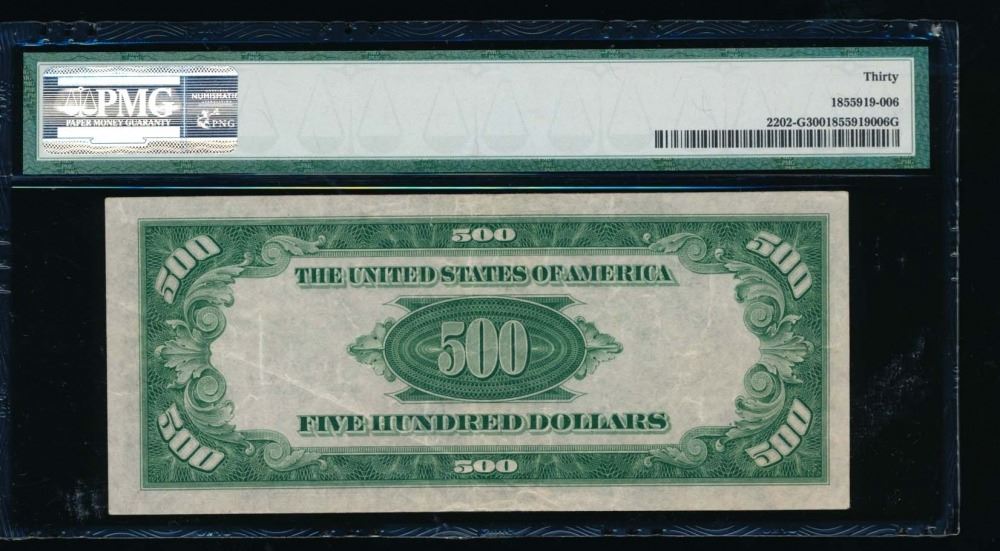 PMG
PAPER MONEY GUARANTY
PNG
Thirty
1855919-006
2202-G3001855919006G
500
500
500
THE UNITED STATES OF AMERICA
500
FIVE HUNDRED DOLLARS
500
500
500